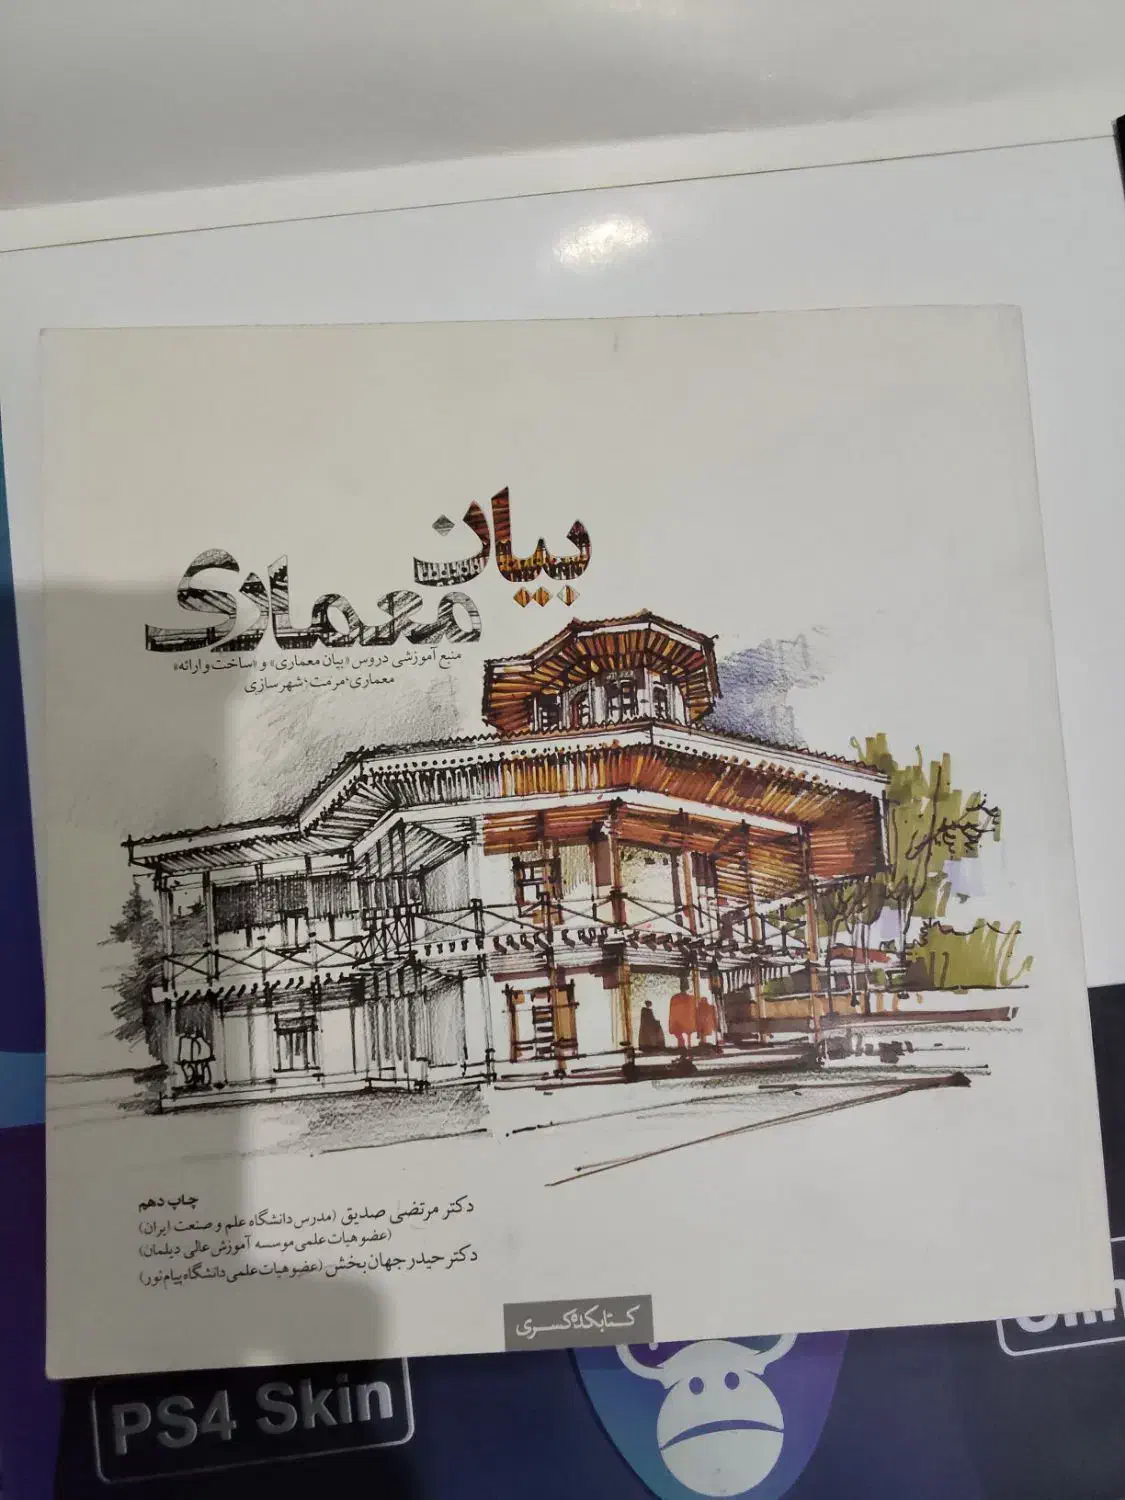 بیان
معماری
منبع آموزشی دروس «بیان معماری» و «ساخت و ارائه»
معماری؛ مرمت؛ شهرسازی
چاپ دهم
دکتر مرتضی صدیق (مدرس دانشگاه علم و صنعت ایران)
(عضو هیات علمی موسسه آموزش عالی دیلمان)
دکتر حیدر جهان بخش (عضو هیات علمی دانشگاه پیام نور)
کتابکده کسری
PS4 Skin